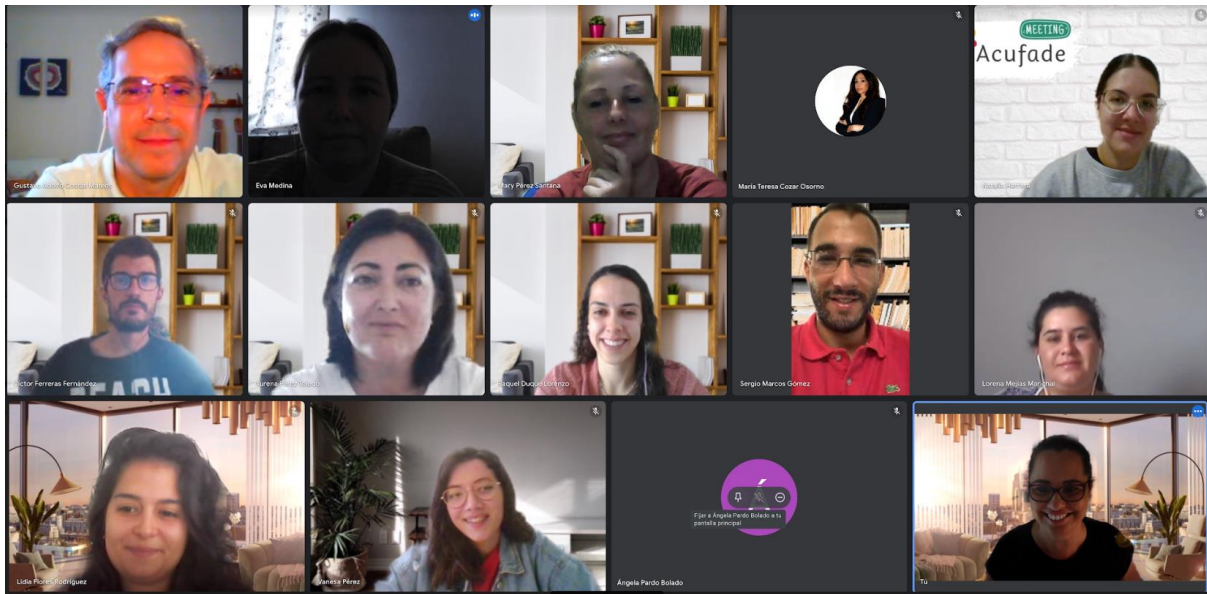 MEETING
Acufade
Eva Medina
Mary Pérez Santana
María Teresa Cozar Osorno
Víctor Ferreras Fernández
BEACH
Raquel Duque Lorenzo
Sergio Marcos Gómez
Lorena Mejías Marichal
Lidia Flores Rodríguez
Vanesa Pérez
Fijar a Ángela Pardo Bolado a tu
pantalla principal
Ángela Pardo Bolado
Tú